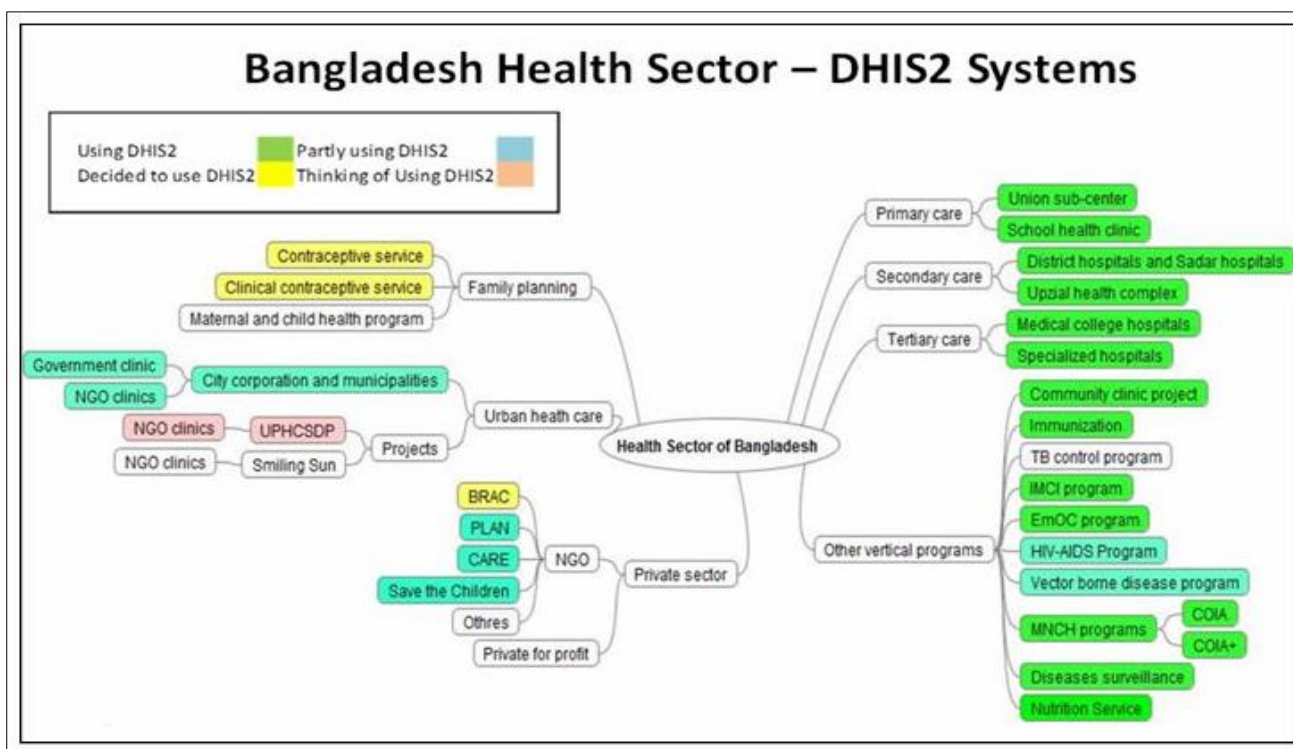 Bangladesh Health Sector – DHIS2 Systems
Using DHIS2
Partly using DHIS2
Decided to use DHIS2
Thinking of Using DHIS2
Contraceptive service
Clinical contraceptive service
Maternal and child health program
Family planning
Government clinic
NGO clinics
City corporation and municipalities
NGO clinics
UPHCSDP
NGO clinics
Smiling Sun
Projects
Urban heath care
BRAC
PLAN
CARE
Save the Children
Othres
NGO
Private for profit
Private sector
Health Sector of Bangladesh
Primary care
Union sub-center
School health clinic
Secondary care
District hospitals and Sadar hospitals
Upzial health complex
Tertiary care
Medical college hospitals
Specialized hospitals
Other vertical programs
Community clinic project
Immunization
TB control program
IMCI program
EmOC program
HIV-AIDS Program
Vector borne disease program
MNCH programs
COIA
COIA+
Diseases surveillance
Nutrition Service